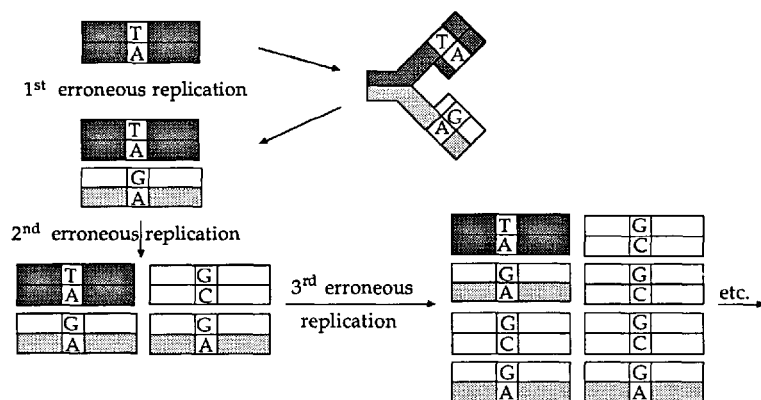 T
A
1st erroneous replication
T
A
A
G
T
A
G
A
2nd erroneous replication
T
A
G
C
G
A
G
A
3rd erroneous
replication
T
A
G
C
G
A
G
C
G
C
G
C
G
A
G
A
etc.